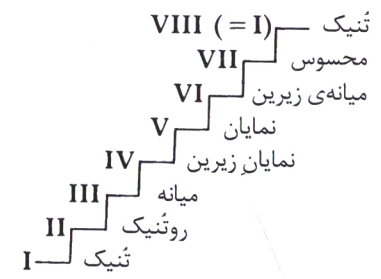 VIII (= I) تُنیک
VII محسوس
VI میانه‌ی زیرین
V نمایان
IV نمایانِ زیرین
III میانه
II روتُنیک
I تُنیک